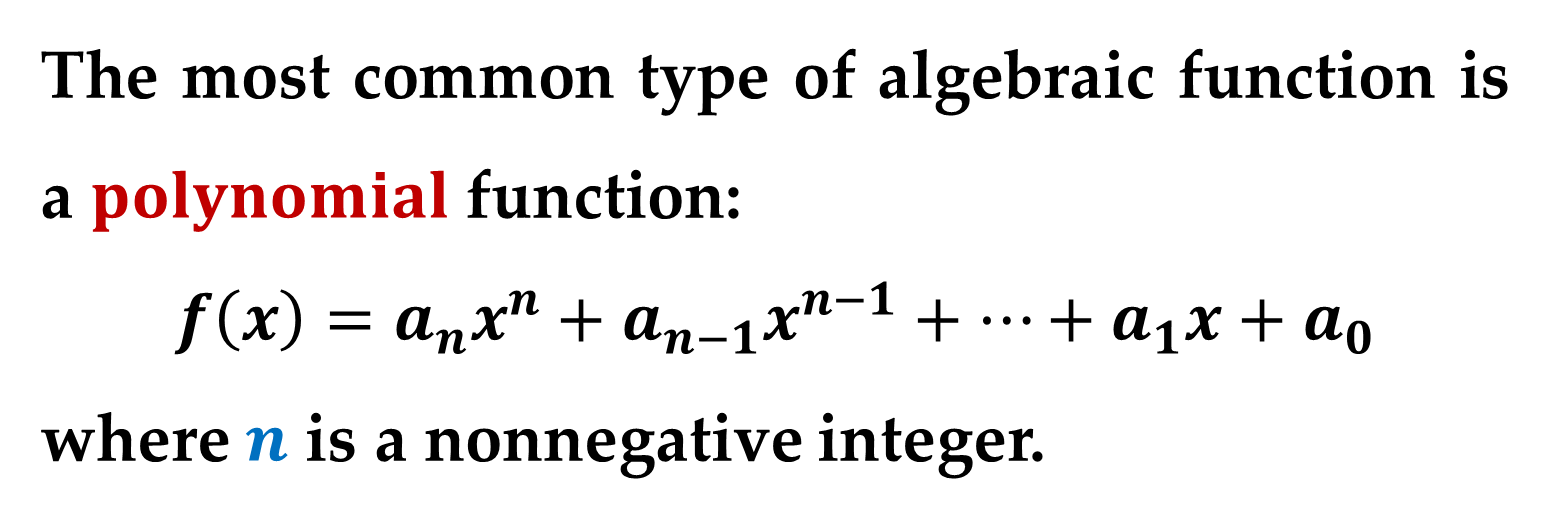 The most common type of algebraic function is
a polynomial function:
f(x) = aₙxⁿ + aₙ₋₁xⁿ⁻¹ + ⋯ + a₁x + a₀
where n is a nonnegative integer.